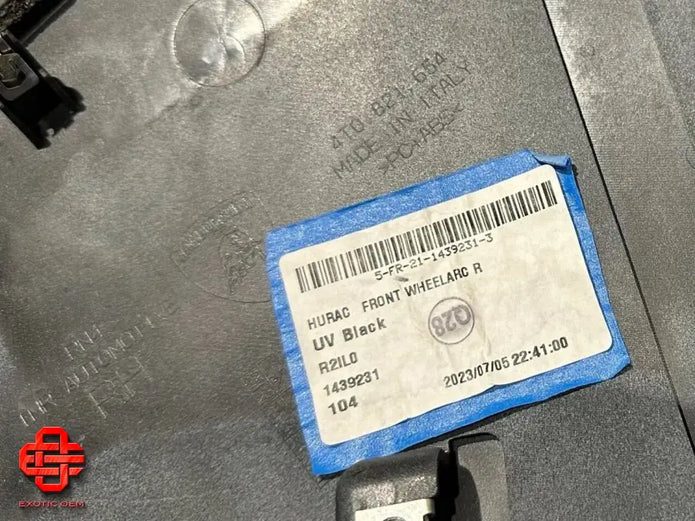 4T0.821.65A
MADE IN ITALY
>PC+ABS<
5-FR-21-1439231-3
HURAC FRONT WHEELARC R
UV Black
Q28
R2IL0
1439231
104
2023/07/05 22:41:00
EXOTIC OEM